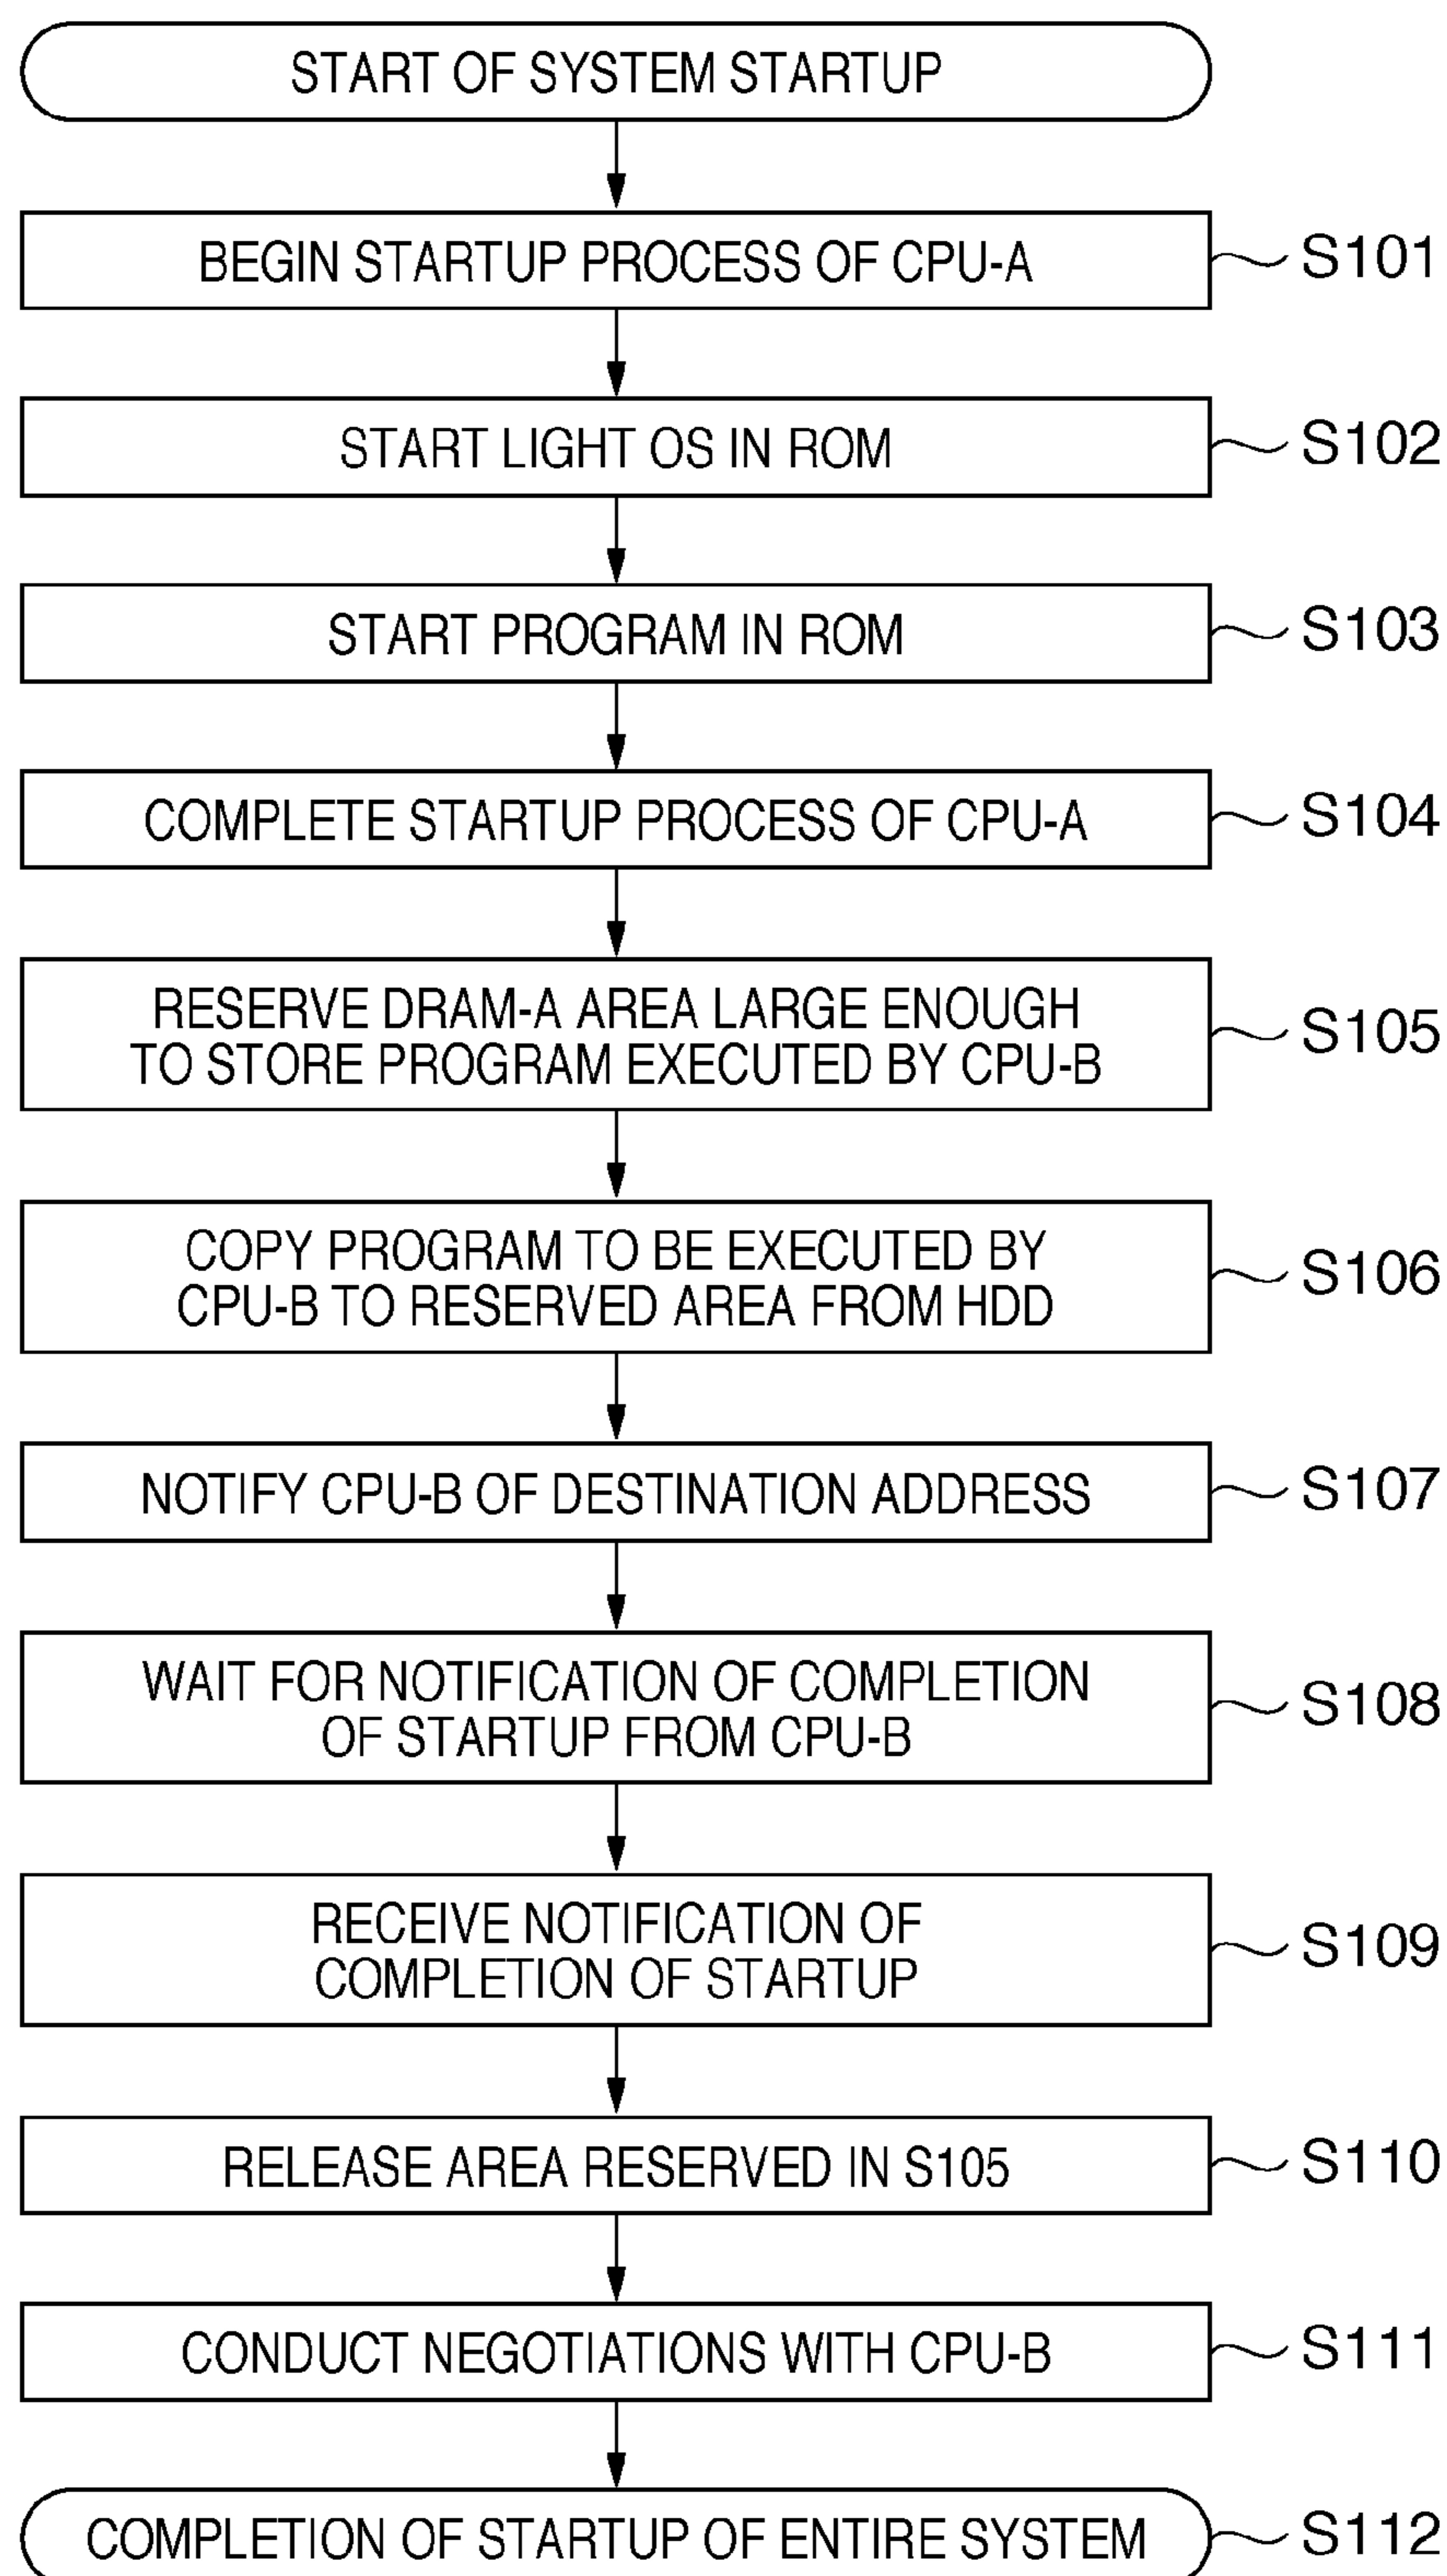 START OF SYSTEM STARTUP
BEGIN STARTUP PROCESS OF CPU-A
S101
START LIGHT OS IN ROM
S102
START PROGRAM IN ROM
S103
COMPLETE STARTUP PROCESS OF CPU-A
S104
RESERVE DRAM-A AREA LARGE ENOUGH
TO STORE PROGRAM EXECUTED BY CPU-B
S105
COPY PROGRAM TO BE EXECUTED BY
CPU-B TO RESERVED AREA FROM HDD
S106
NOTIFY CPU-B OF DESTINATION ADDRESS
S107
WAIT FOR NOTIFICATION OF COMPLETION
OF STARTUP FROM CPU-B
S108
RECEIVE NOTIFICATION OF
COMPLETION OF STARTUP
S109
RELEASE AREA RESERVED IN S105
S110
CONDUCT NEGOTIATIONS WITH CPU-B
S111
COMPLETION OF STARTUP OF ENTIRE SYSTEM
S112